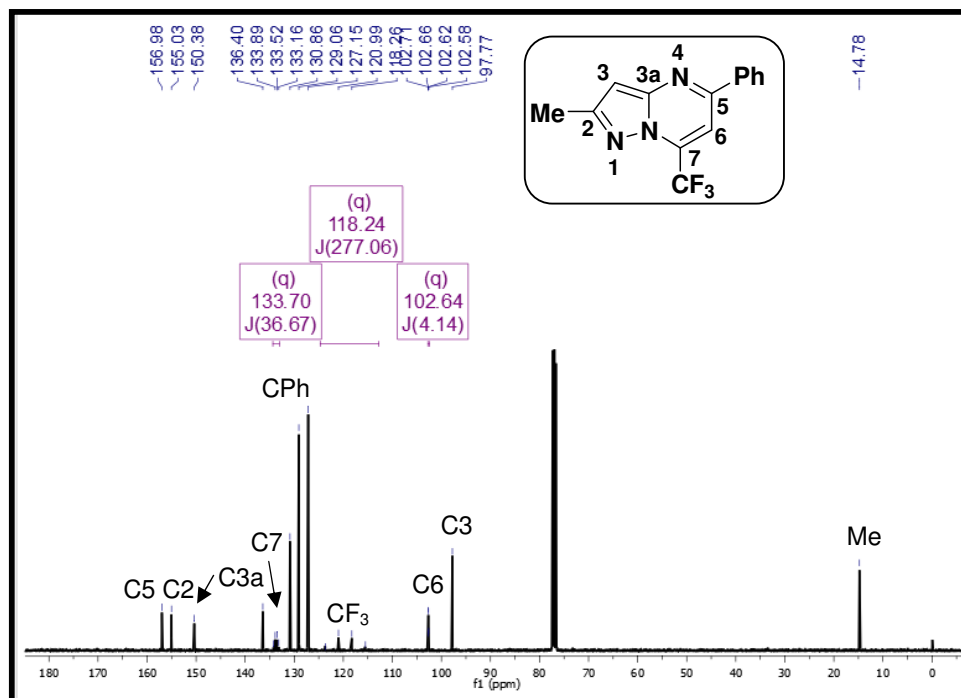 156.98
155.03
150.38
136.40
133.89
133.52
133.16
130.86
129.06
127.15
120.99
118.26
102.71
102.66
102.62
102.58
97.77
14.78
N
4
Ph
3
3a
5
Me
2
N
N
6
1
7
CF3
(q)
118.24
J(277.06)
(q)
133.70
J(36.67)
(q)
102.64
J(4.14)
CPh
C3
C7
Me
C5
C2
C3a
CF3
C6
180 170 160 150 140 130 120 110 100 90 80 70 60 50 40 30 20 10 0
f1 (ppm)